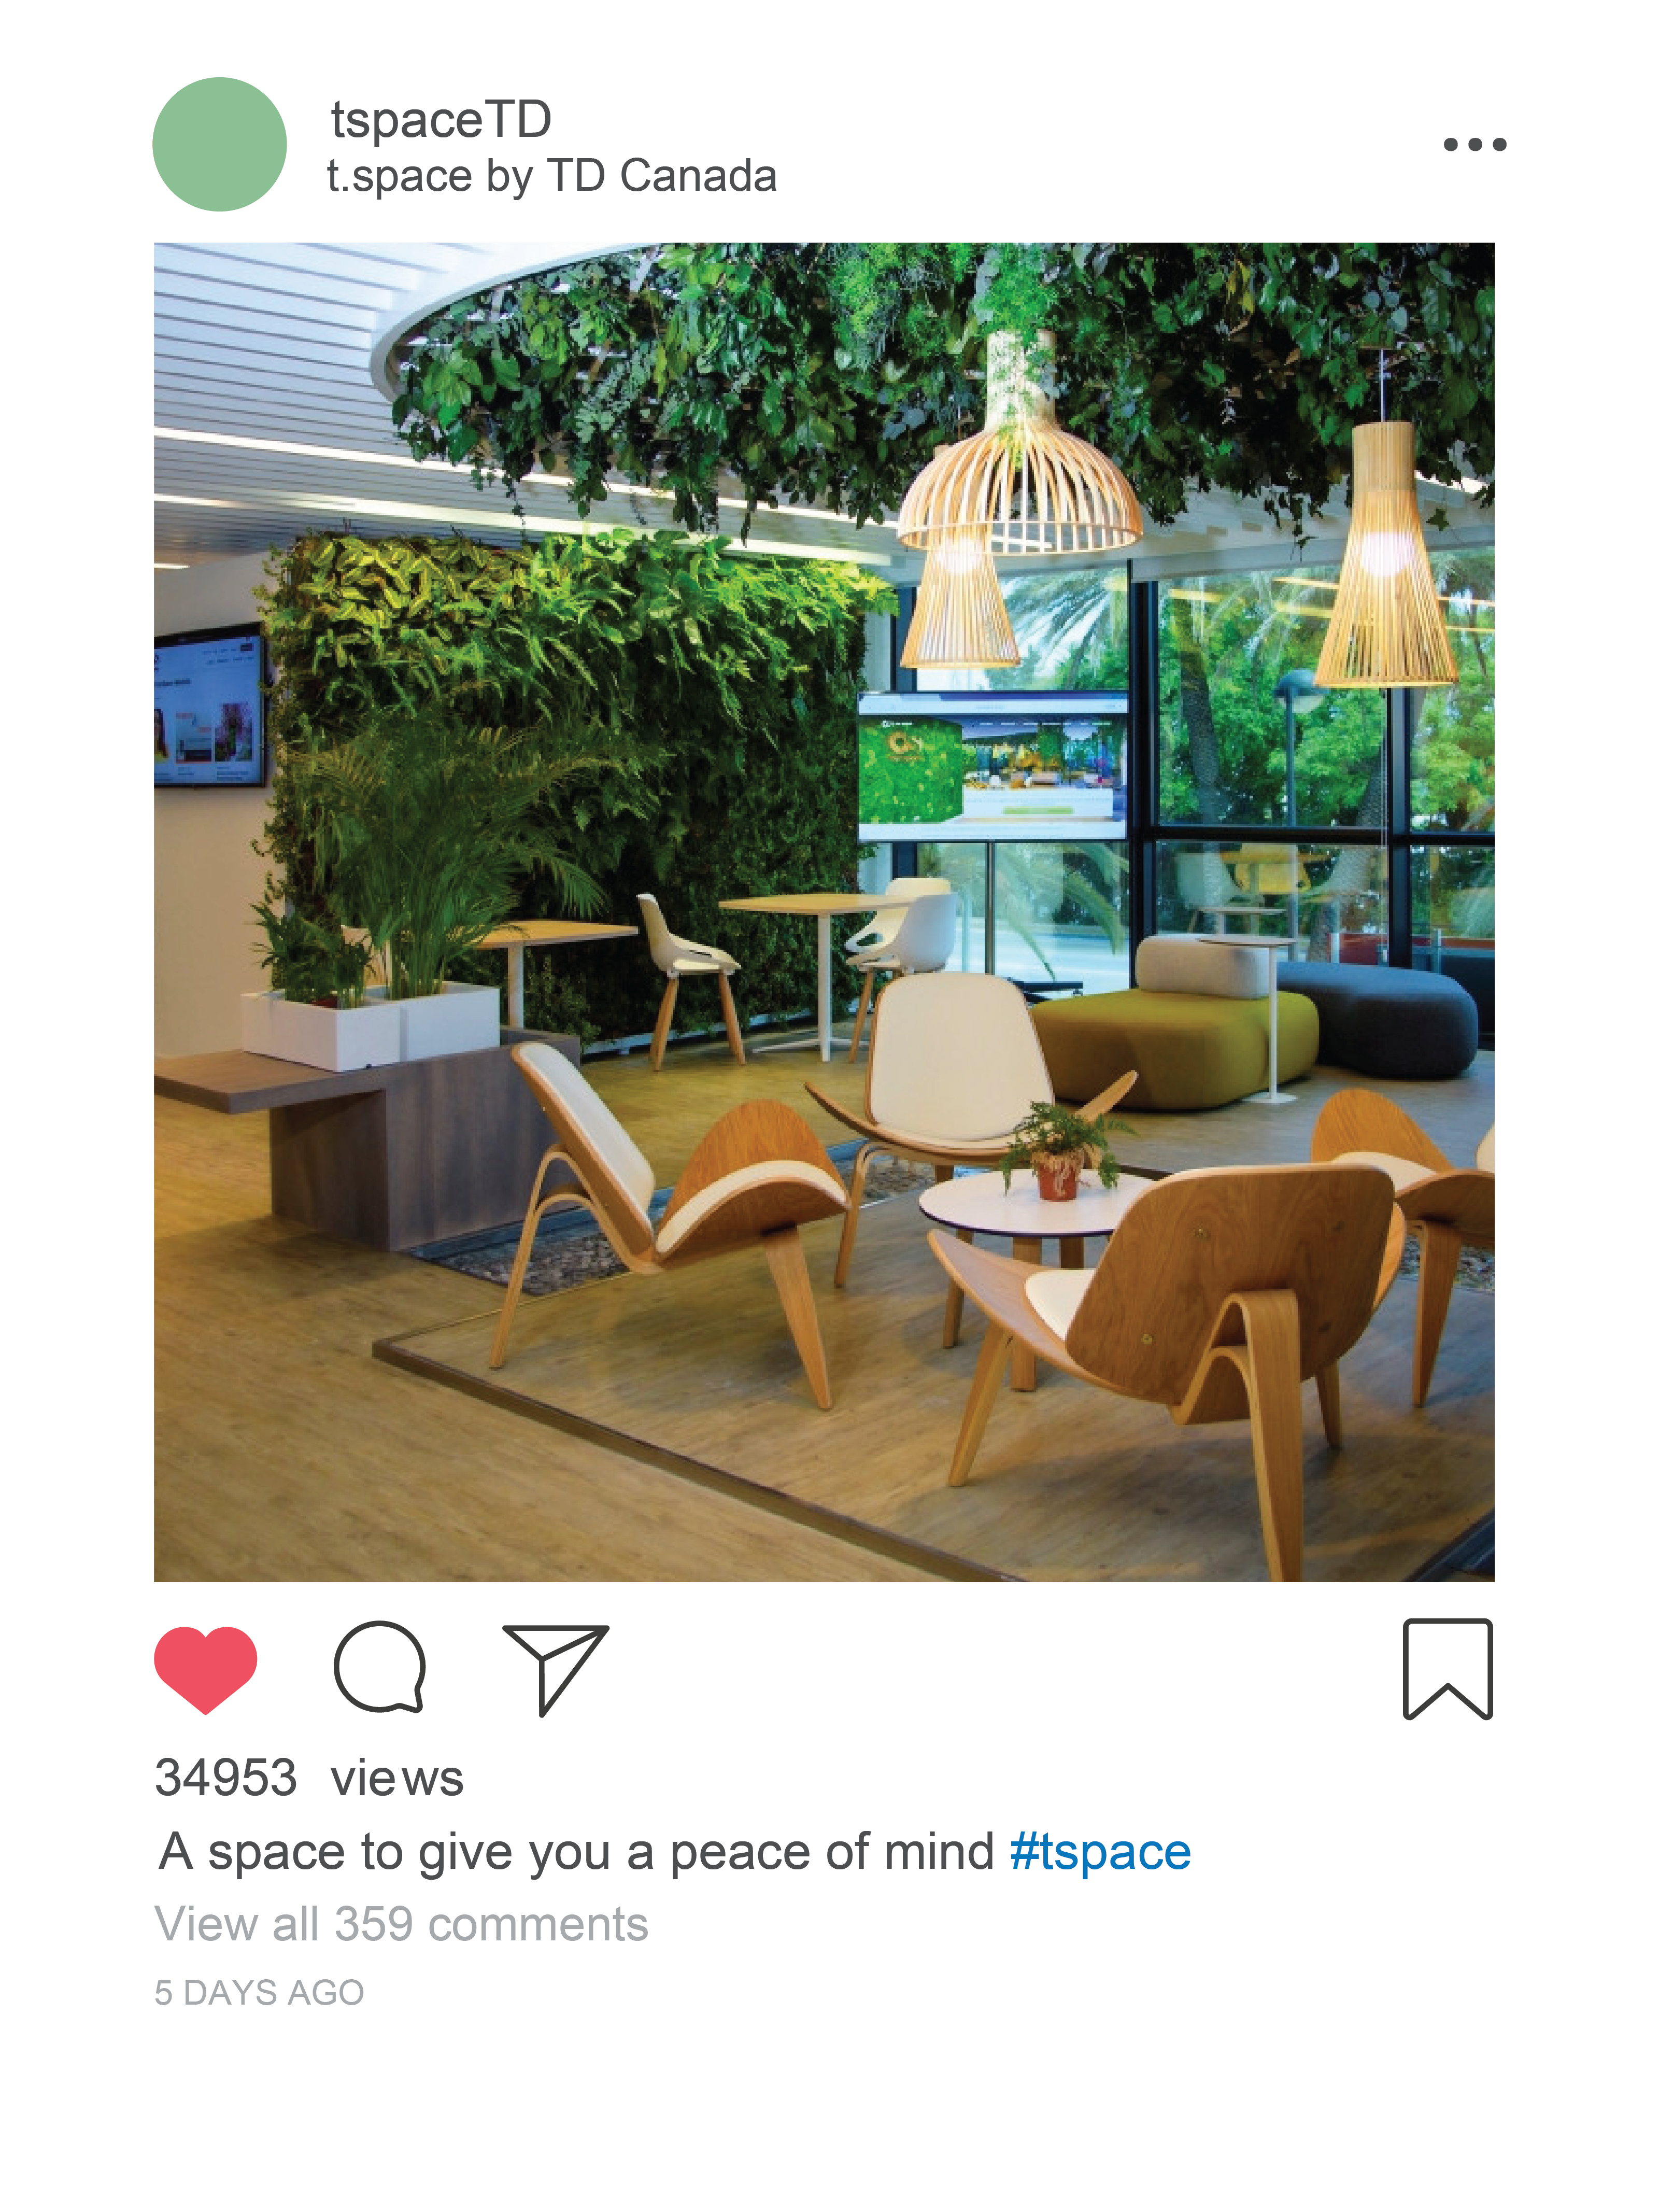 tspaceTD
t.space by TD Canada
34953 views
A space to give you a peace of mind #tspace
View all 359 comments
5 DAYS AGO